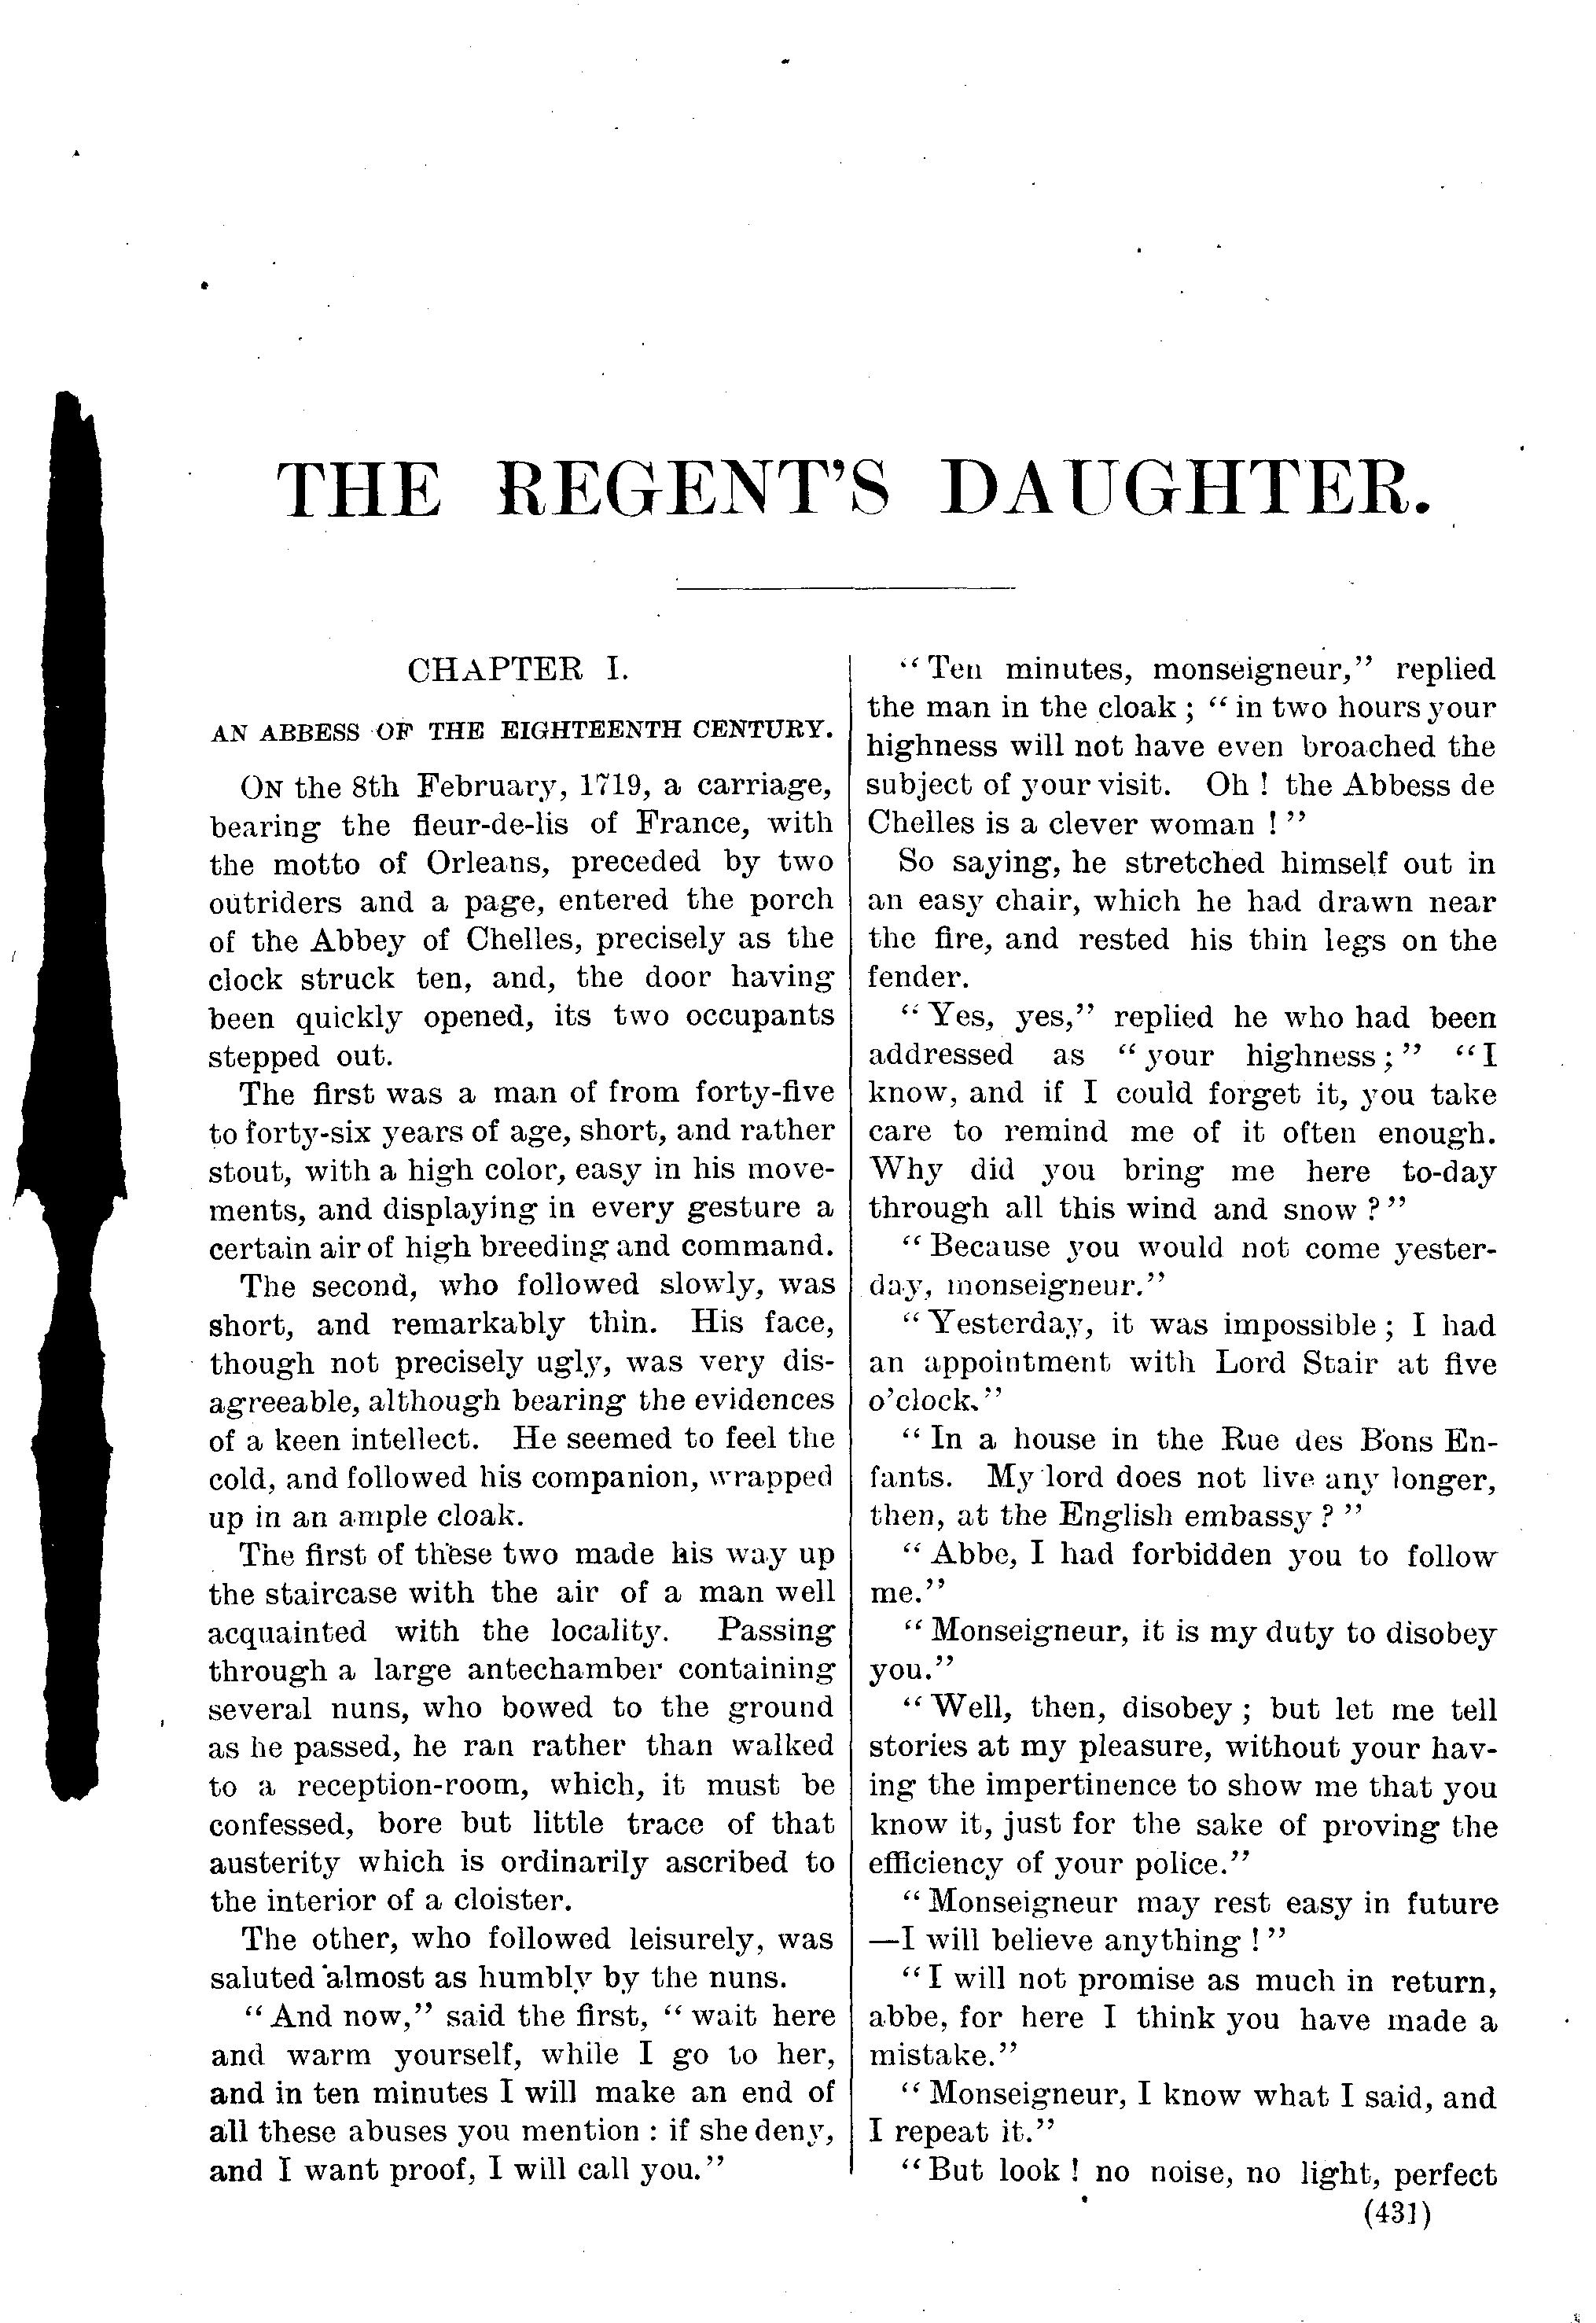 THE REGENT'S DAUGHTER.
CHAPTER I.
AN ABBESS OF THE EIGHTEENTH CENTURY.
ON the 8th February, 1719, a carriage,
bearing the fleur-de-lis of France, with
the motto of Orleans, preceded by two
outriders and a page, entered the porch
of the Abbey of Chelles, precisely as the
clock struck ten, and, the door having
been quickly opened, its two occupants
stepped out.
The first was a man of from forty-five
to forty-six years of age, short, and rather
stout, with a high color, easy in his move-
ments, and displaying in every gesture a
certain air of high breeding and command.
The second, who followed slowly, was
short, and remarkably thin. His face,
though not precisely ugly, was very dis-
agreeable, although bearing the evidences
of a keen intellect. He seemed to feel the
cold, and followed his companion, wrapped
up in an ample cloak.
The first of these two made his way up
the staircase with the air of a man well
acquainted with the locality. Passing
through a large antechamber containing
several nuns, who bowed to the ground
as he passed, he ran rather than walked
to a reception-room, which, it must be
confessed, bore but little trace of that
austerity which is ordinarily ascribed to
the interior of a cloister.
The other, who followed leisurely, was
saluted almost as humbly by the nuns.
"And now," said the first, "wait here
and warm yourself, while I go to her,
and in ten minutes I will make an end of
all these abuses you mention : if she deny,
and I want proof, I will call you."
"Ten minutes, monseigneur," replied
the man in the cloak ; "in two hours your
highness will not have even broached the
subject of your visit. Oh ! the Abbess de
Chelles is a clever woman !"
So saying, he stretched himself out in
an easy chair, which he had drawn near
the fire, and rested his thin legs on the
fender.
"Yes, yes," replied he who had been
addressed as "your highness ;" "I
know, and if I could forget it, you take
care to remind me of it often enough.
Why did you bring me here to-day
through all this wind and snow ?"
"Because you would not come yester-
day, monseigneur."
"Yesterday, it was impossible ; I had
an appointment with Lord Stair at five
o'clock."
"In a house in the Rue des Bons En-
fants. My lord does not live any longer,
then, at the English embassy ?"
"Abbe, I had forbidden you to follow
me."
"Monseigneur, it is my duty to disobey
you."
"Well, then, disobey ; but let me tell
stories at my pleasure, without your hav-
ing the impertinence to show me that you
know it, just for the sake of proving the
efficiency of your police."
"Monseigneur may rest easy in future
—I will believe anything !"
"I will not promise as much in return,
abbe, for here I think you have made a
mistake."
"Monseigneur, I know what I said, and
I repeat it."
"But look ! no noise, no light, perfect
(431)